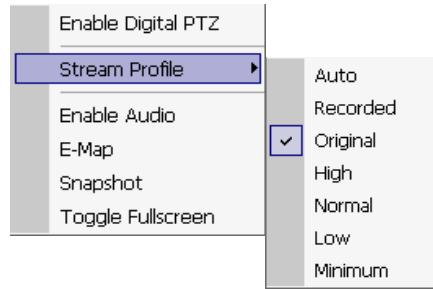 Enable Digital PTZ
Stream Profile
Enable Audio
E-Map
Snapshot
Toggle Fullscreen
Auto
Recorded
Original
High
Normal
Low
Minimum